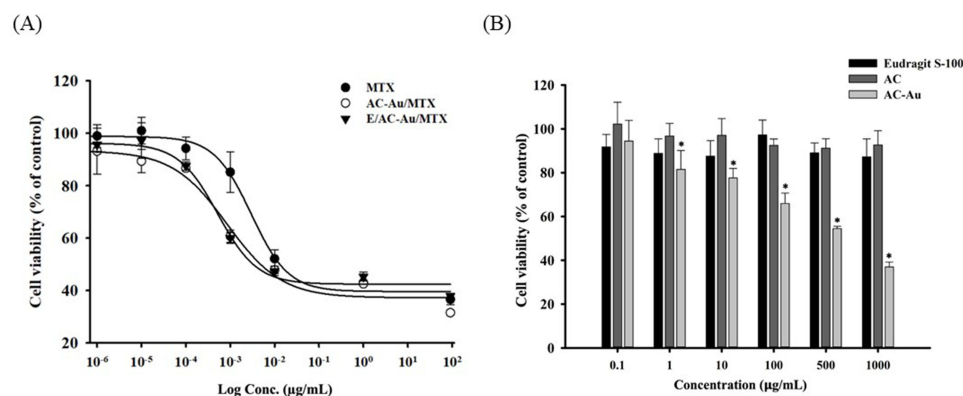 (A)
(B)
120
100
80
60
40
20
Cell viability (% of control)
MTX
AC-Au/MTX
E/AC-Au/MTX
10⁻⁶ 10⁻⁵ 10⁻⁴ 10⁻³ 10⁻² 10⁻¹ 10⁰ 10¹ 10²
Log Conc. (µg/mL)
Eudragit S-100
AC
AC-Au
120
100
80
60
40
20
0
Cell viability (% of control)
* * * * *
0.1 1 10 100 500 1000
Concentration (µg/mL)